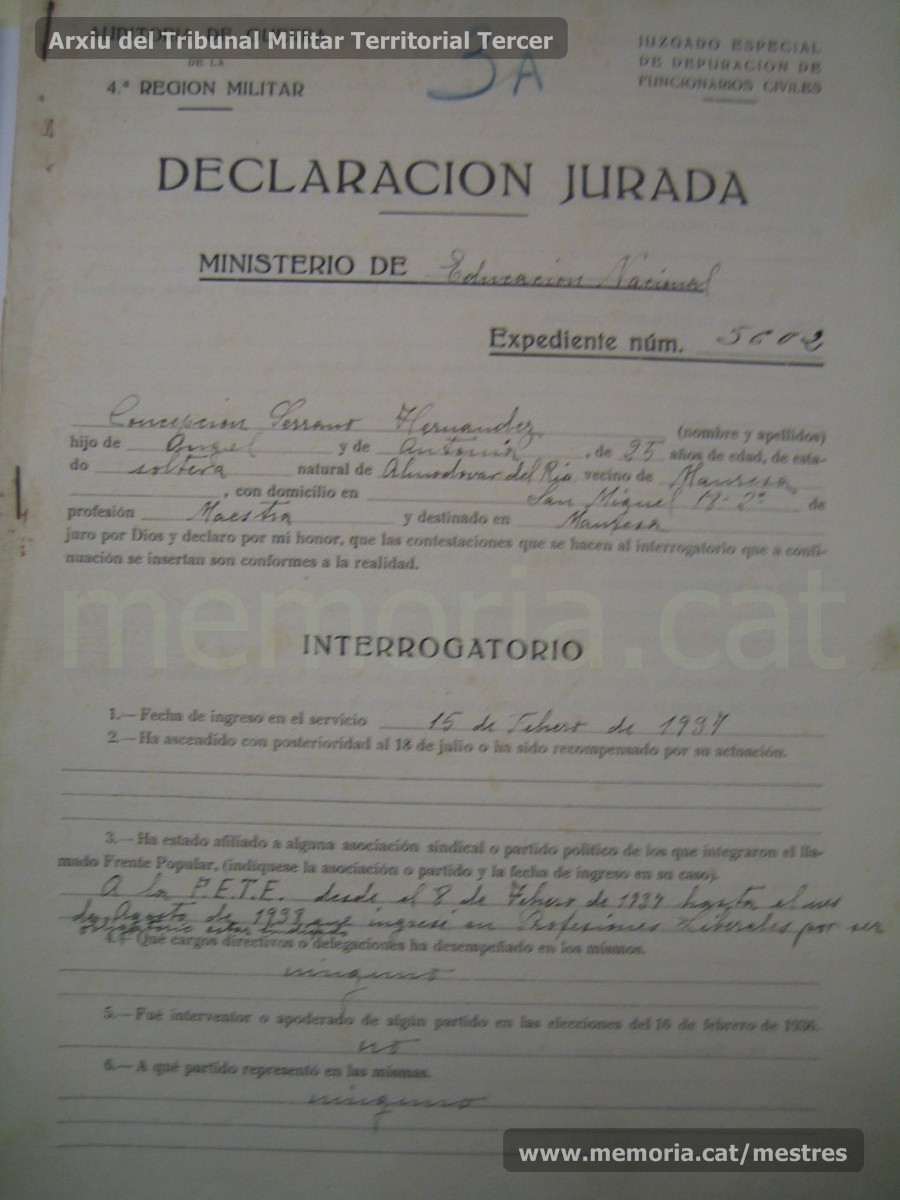 Arxiu del Tribunal Militar Territorial Tercer
AUDITORIA DE GUERRA
DE LA
4.ª REGION MILITAR
3A
JUZGADO ESPECIAL
DE DEPURACION DE
FUNCIONARIOS CIVILES
DECLARACION JURADA
MINISTERIO DE Educacion Nacional
Expediente núm. 5602
Concepcion Serrano Hernandez (nombre y apellidos)
hijo de Angel y de Antonia, de 25 años de edad, de esta-
do soltera natural de Almodovar del Rio vecino de Manresa
, con domicilio en San Miguel 18-2º de
profesión Maestra y destinado en Manresa
juro por Dios y declaro por mi honor, que las contestaciones que se hacen al interrogatorio que a conti-
nuación se insertan son conformes a la realidad.
memoria.cat
INTERROGATORIO
1.— Fecha de ingreso en el servicio 15 de Febrero de 1937
2.— Ha ascendido con posterioridad al 18 de julio o ha sido recompensado por su actuación.
3.— Ha estado afiliado a alguna asociación sindical o partido político de los que integraron el lla-
mado Frente Popular, (indíquese la asociación o partido y la fecha de ingreso en su caso).
A la F.E.T.E. desde el 8 de Febrero de 1937 hasta el mes
de Agosto de 1938 que ingresé en Profesiones Liberales por ser
obligatorio estar sindicado
4.— Qué cargos directivos o delegaciones ha desempeñado en los mismos.
ninguno
5.— Fué interventor o apoderado de algún partido en las elecciones del 16 de febrero de 1936.
no
6.— A qué partido representó en las mismas.
ninguno
www.memoria.cat/mestres